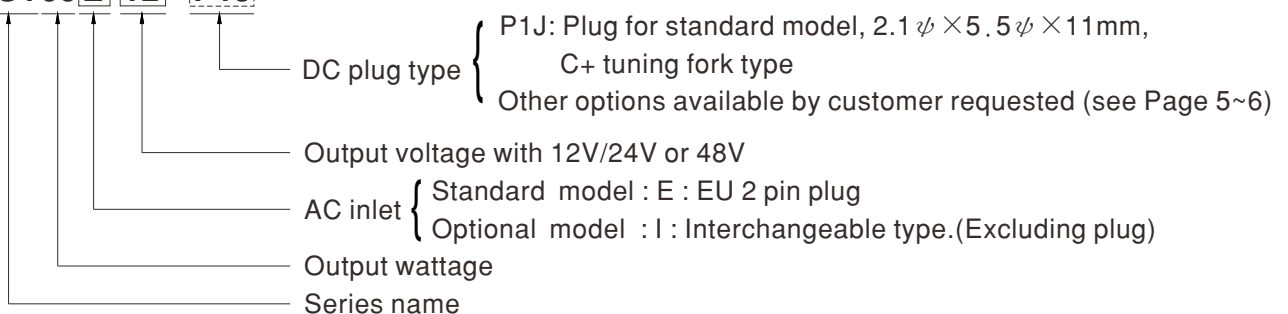 P1J: Plug for standard model, 2.1ψ×5.5ψ×11mm,
DC plug type
C+ tuning fork type
Other options available by customer requested (see Page 5~6)
Output voltage with 12V/24V or 48V
Standard model : E : EU 2 pin plug
AC inlet
Optional model : I : Interchangeable type.(Excluding plug)
Output wattage
Series name